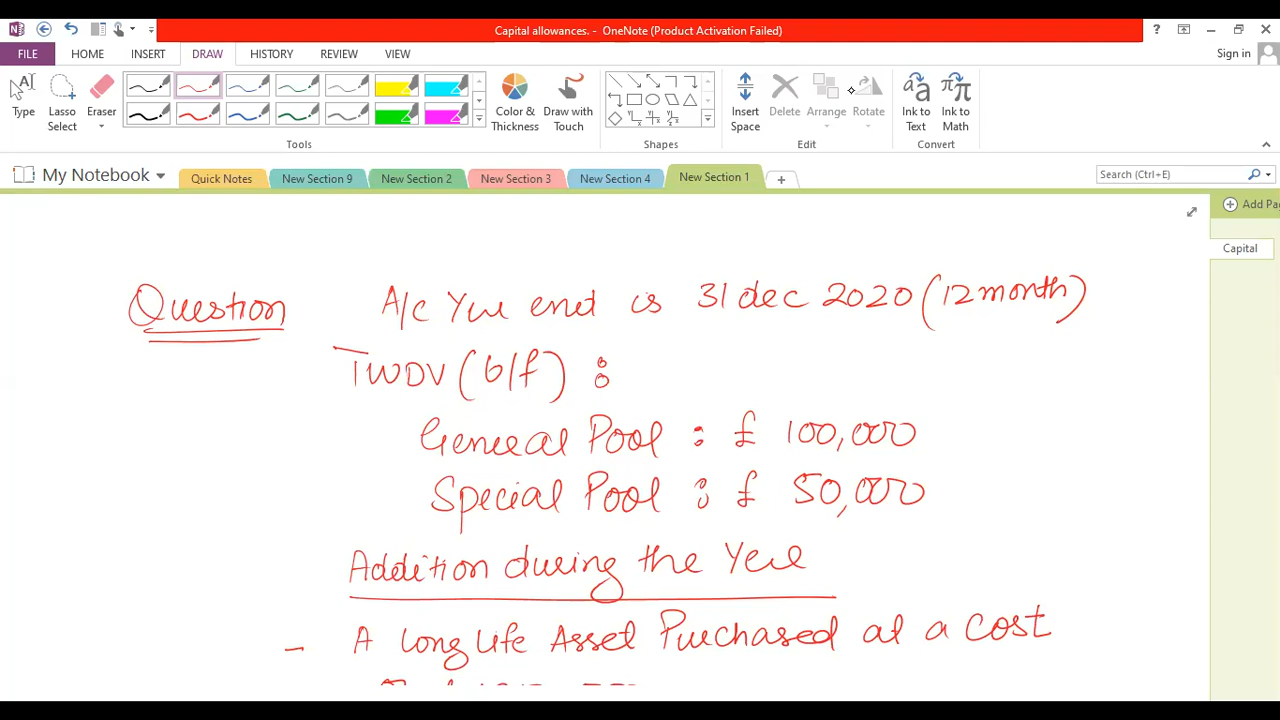 Capital allowances. - OneNote (Product Activation Failed)
?
FILE HOME INSERT DRAW HISTORY REVIEW VIEW
Sign in
Type
Lasso Select
Eraser
Color & Thickness
Draw with Touch
Insert Space
Delete
Arrange
Rotate
Ink to Text
Ink to Math
Tools Shapes Edit Convert
My Notebook Quick Notes New Section 9 New Section 2 New Section 3 New Section 4 New Section 1
Search (Ctrl+E)
Add Pag
Capital
Question A/c Year end is 31 dec 2020 (12 month)
TWDV (b/f) :
General Pool : £ 100,000
Special Pool : £ 50,000
Addition during the Year
- A long life Asset Purchased at a cost